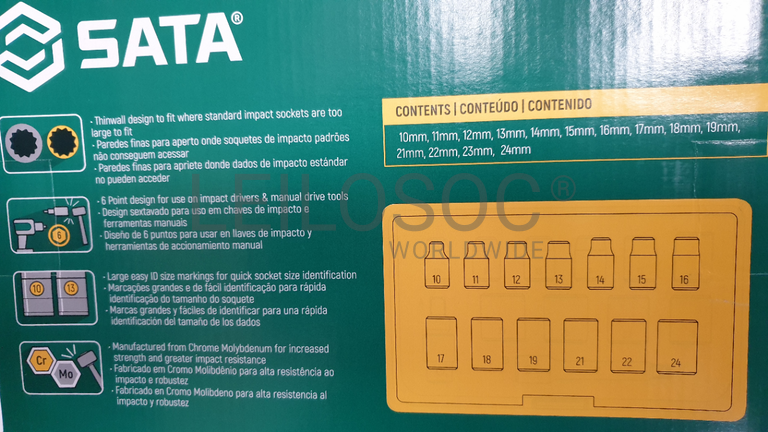 SATA®
- Thinwall design to fit where standard impact sockets are too
large to fit
- Paredes finas para aperto onde soquetes de impacto padrões
não conseguem acessar
- Paredes finas para apriete donde dados de impacto estándar
no pueden acceder
6
- 6 Point design for use on impact drivers & manual drive tools
- Design sextavado para uso em chaves de impacto e
ferramentas manuais
- Diseño de 6 puntos para usar en llaves de impacto y
herramientas de accionamiento manual
10 13
- Large easy ID size markings for quick socket size identification
- Marcações grandes e de fácil identificação para rápida
identificação do tamanho do soquete
- Marcas grandes y fáciles de identificar para una rápida
identificación del tamaño de los dados
Cr Mo
- Manufactured from Chrome Molybdenum for increased
strength and greater impact resistance
- Fabricado em Cromo Molibdênio para alta resistência ao
impacto e robustez
- Fabricado en Cromo Molibdeno para alta resistencia al
impacto y robustez
CONTENTS | CONTEÚDO | CONTENIDO
10mm, 11mm, 12mm, 13mm, 14mm, 15mm, 16mm, 17mm, 18mm, 19mm,
21mm, 22mm, 23mm, 24mm
10 11 12 13 14 15 16
17 18 19 21 22 24
LEILOSOC®
WORLDWIDE